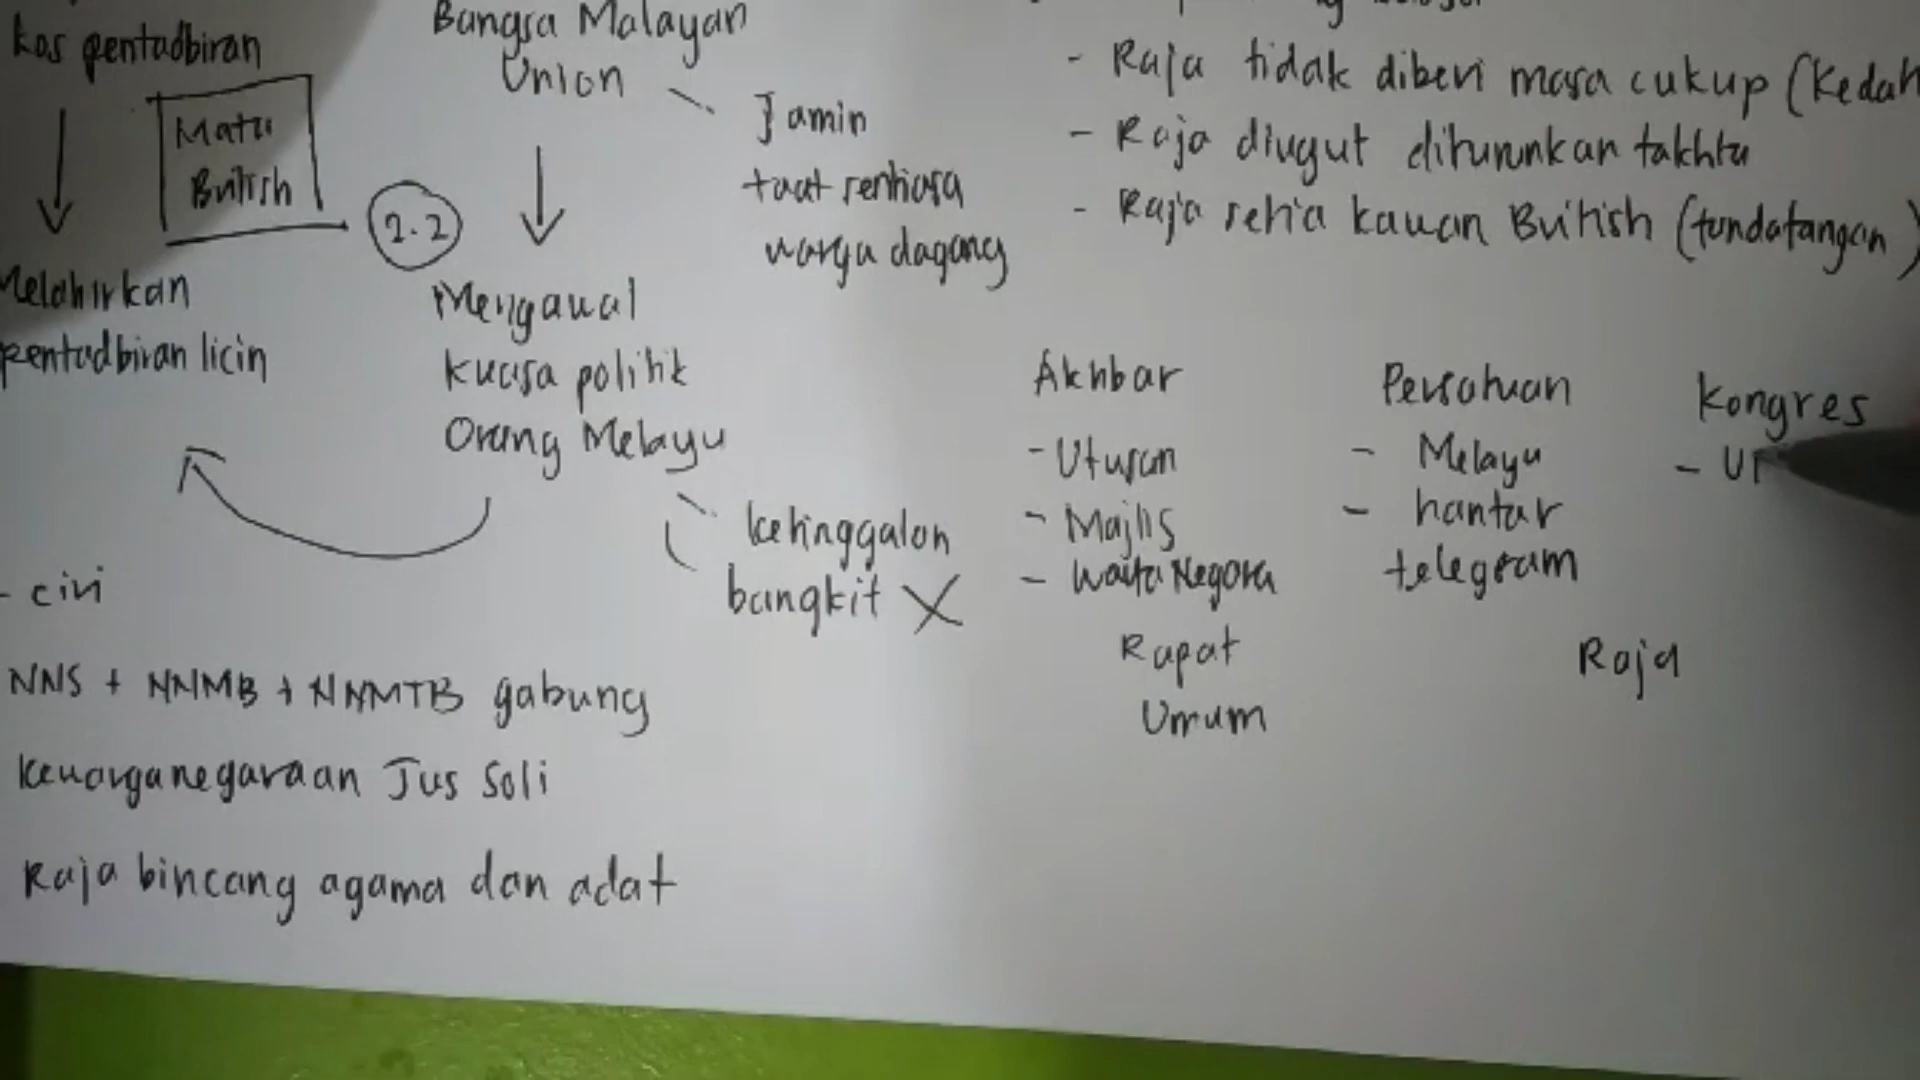 kos pentadbiran
Mata
British
Melahirkan
pentadbiran licin
2.2
Bangsa Malayan
Union
Jamin
taat sentiasa
warga dagang
Mengawal
kuasa politik
Orang Melayu
ketinggalan
bangkit X
- ciri
NNS + NNMB + NNMTB gabung
kewarganegaraan Jus Soli
Raja bincang agama dan adat
- Raja tidak diberi masa cukup (Kedah
- Raja diugut diturunkan takhta
- Raja setia kawan British (tandatangan)
Akhbar
- Utusan
- Majlis
- Warta Negara
Persatuan
- Melayu
- hantar
telegram
Kongres
- U
Rapat
Umum
Raja